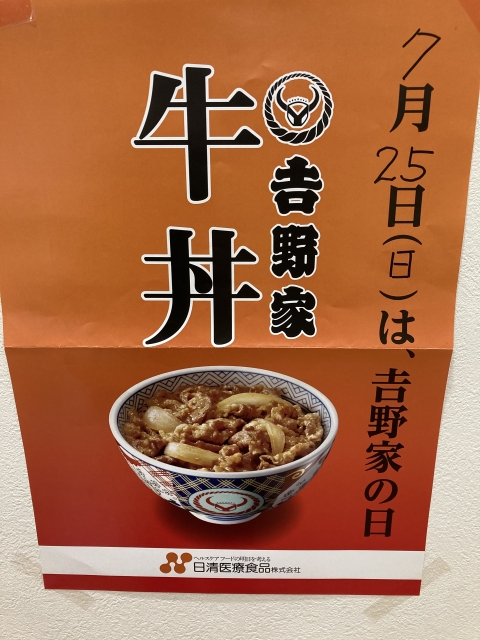 7月25日(日)は、吉野家の日
吉野家
牛丼
ヘルスケアフードの明日を考える
日清医療食品株式会社